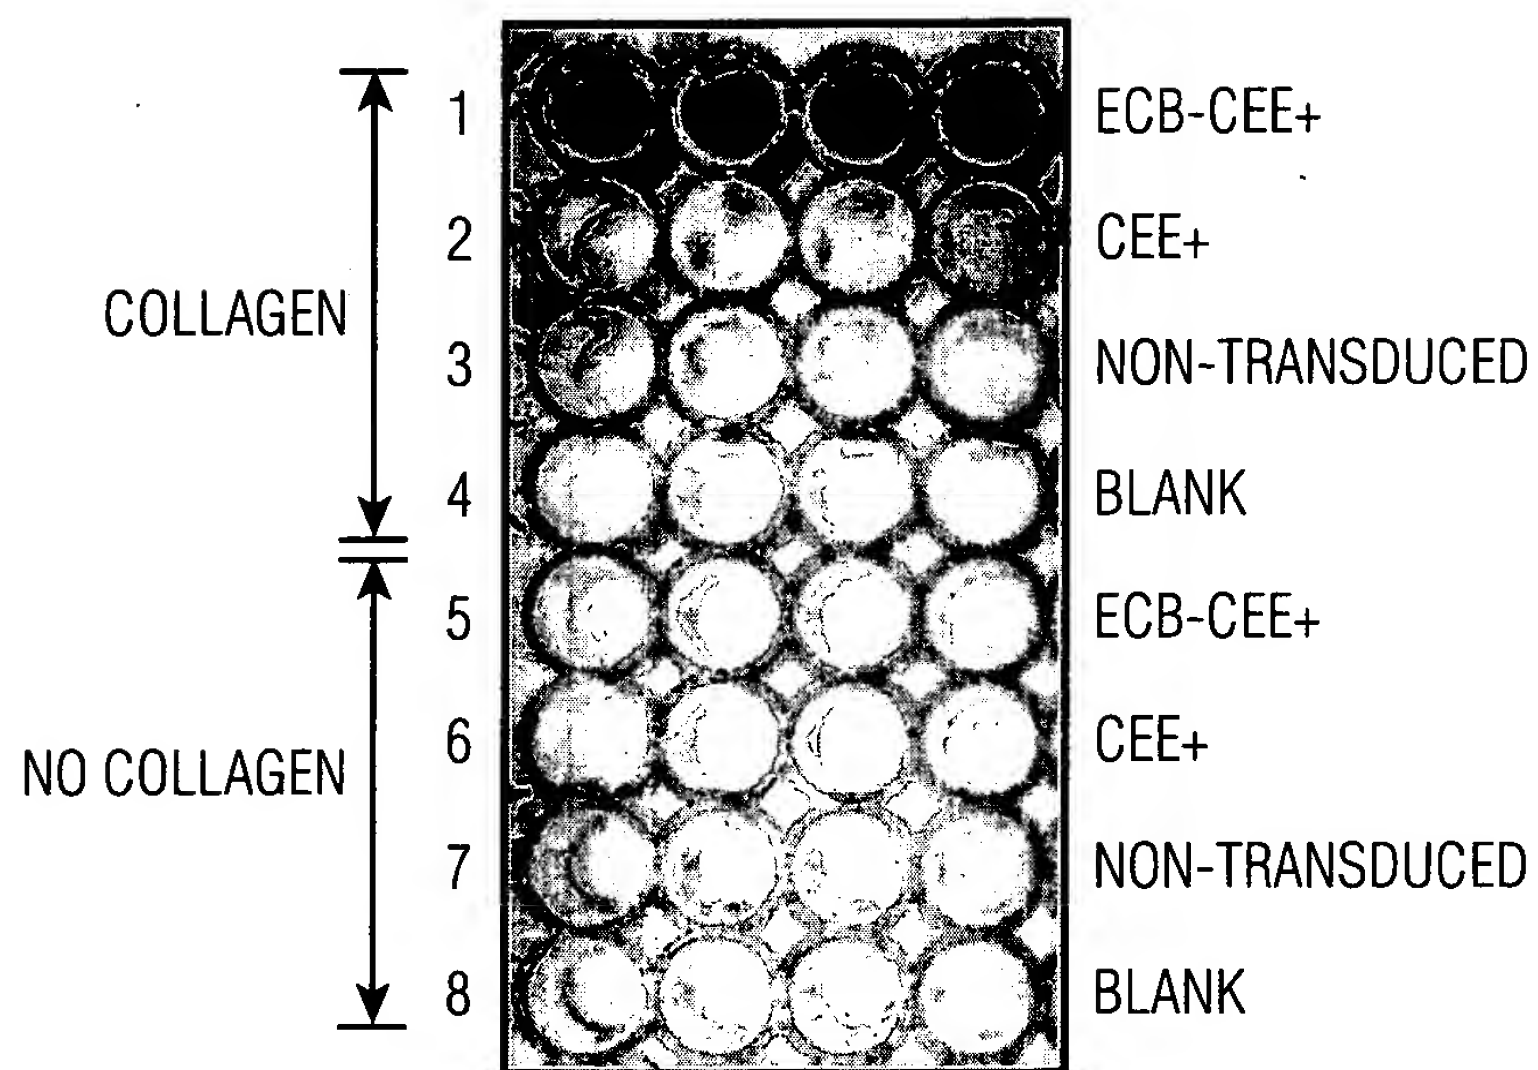 1 ECB-CEE+
2 CEE+
COLLAGEN
3 NON-TRANSDUCED
4 BLANK
5 ECB-CEE+
6 CEE+
NO COLLAGEN
7 NON-TRANSDUCED
8 BLANK